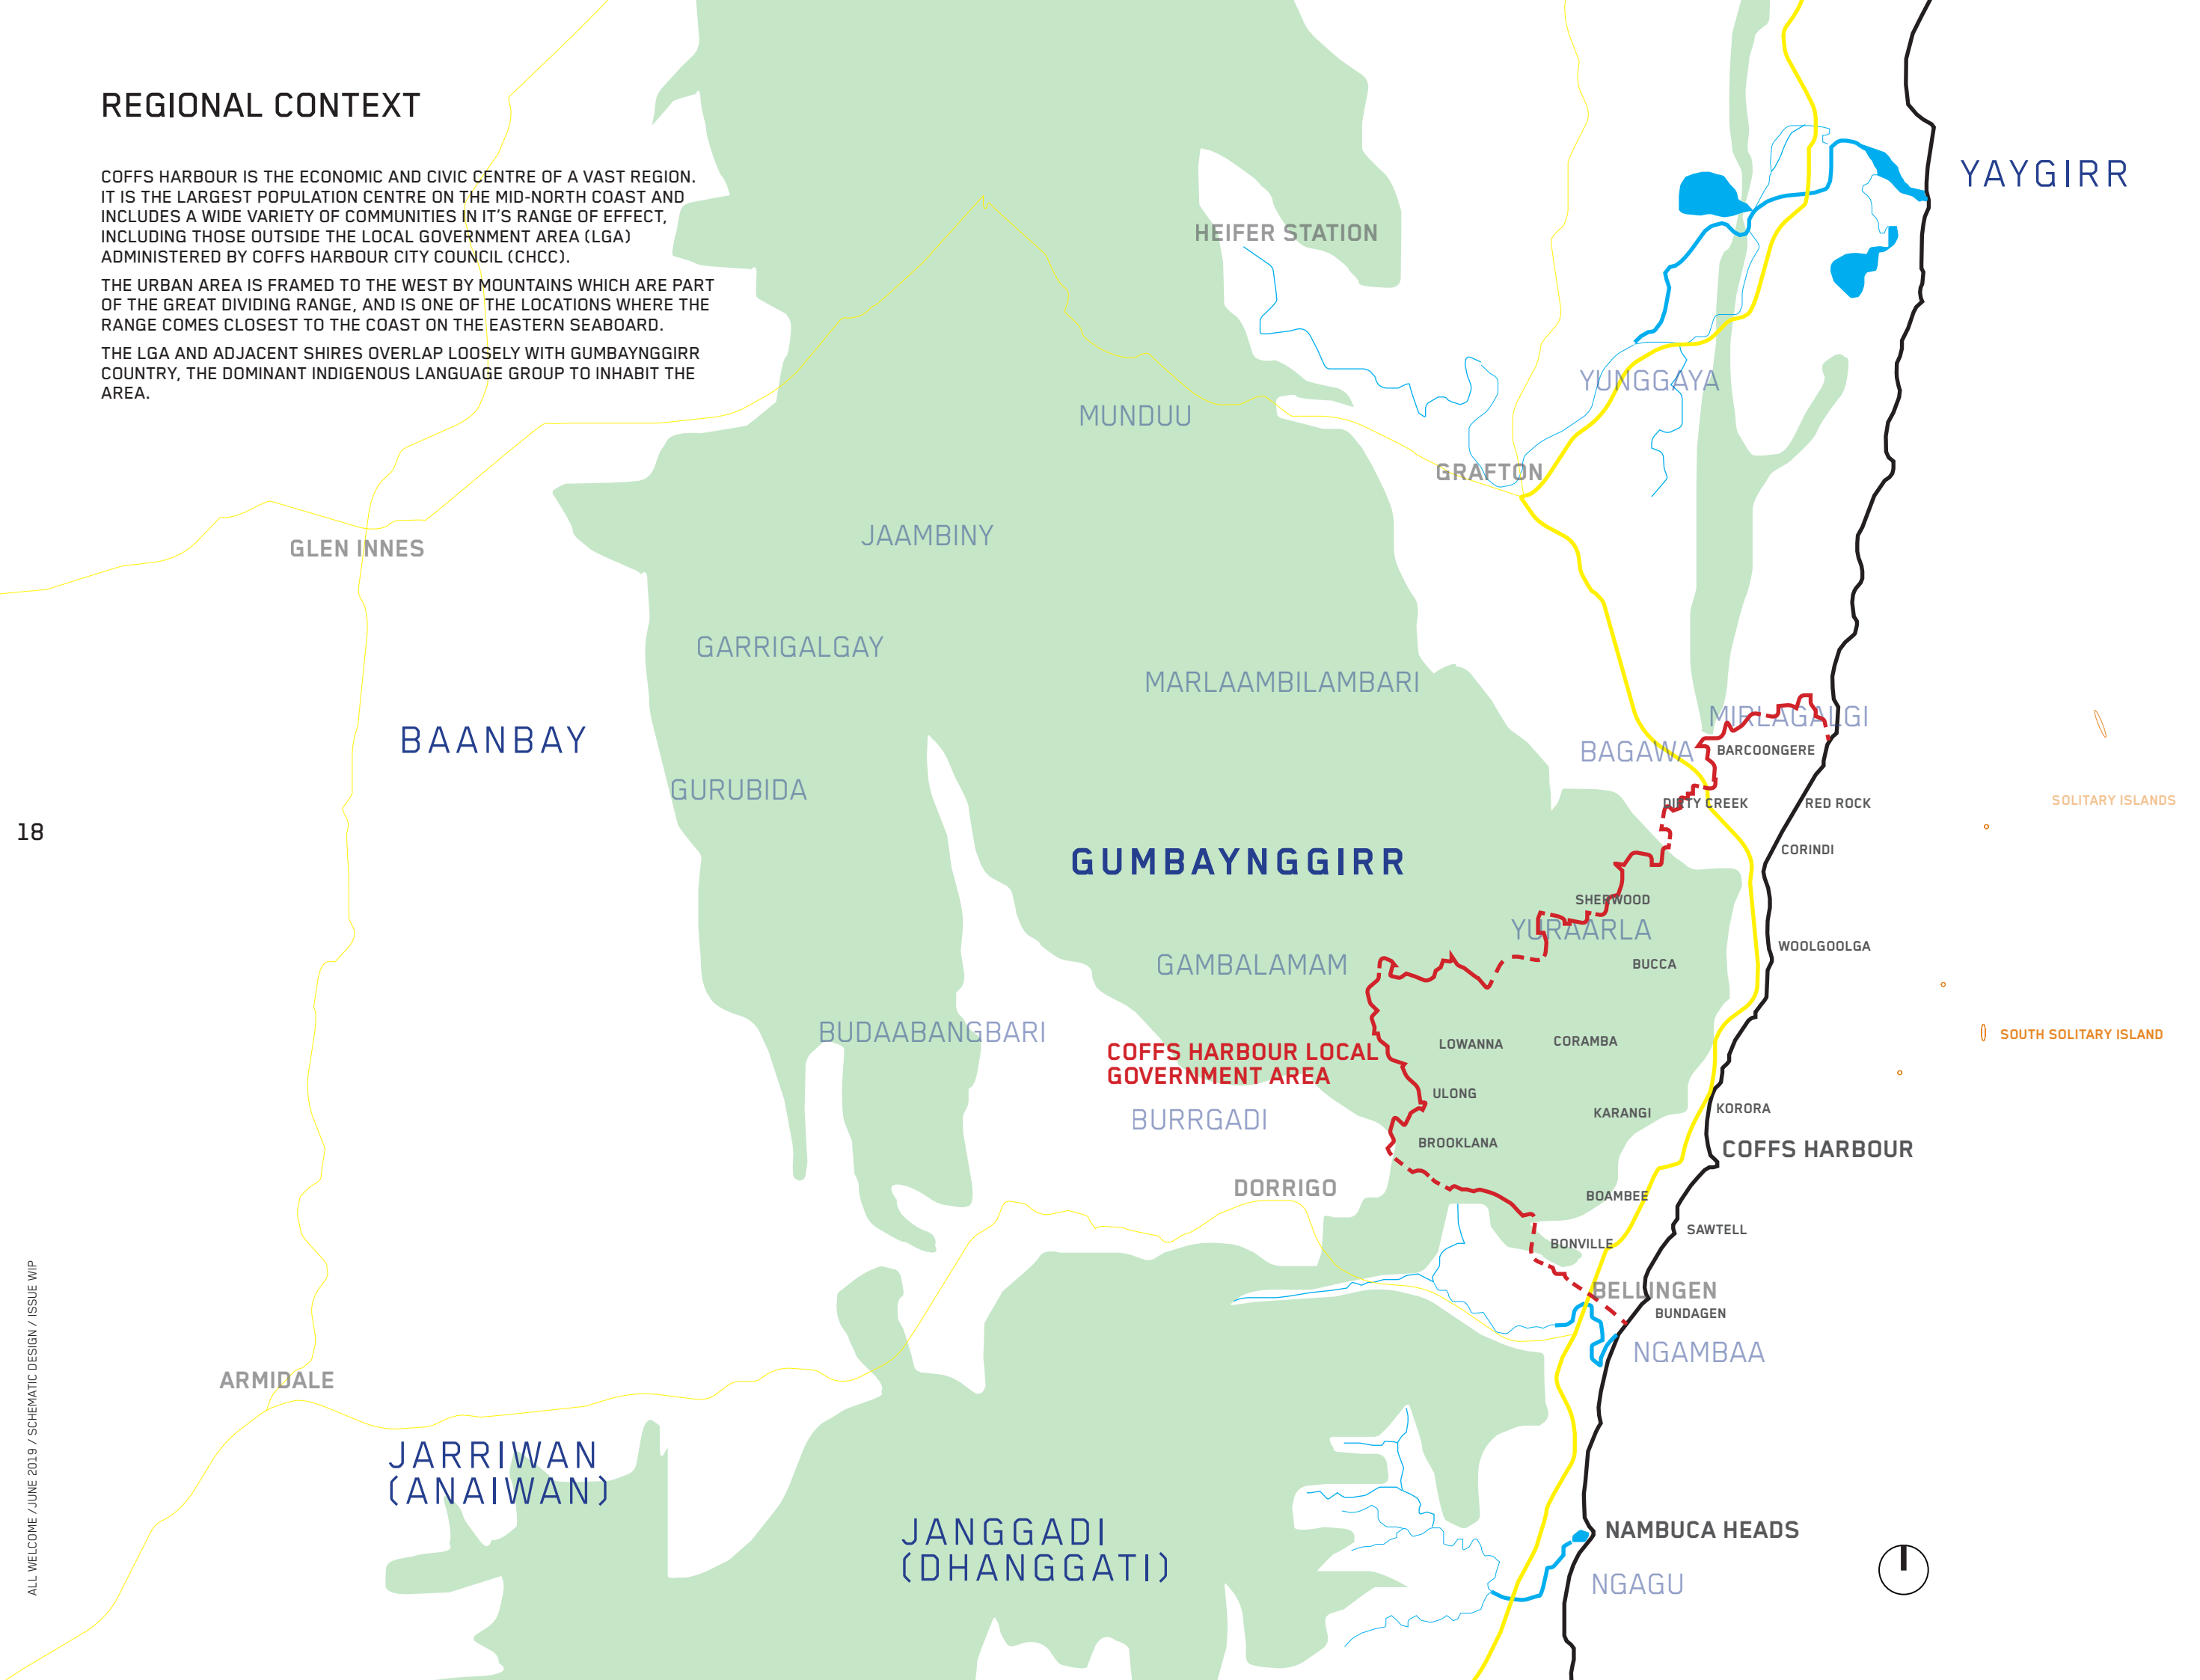 REGIONAL CONTEXT
COFFS HARBOUR IS THE ECONOMIC AND CIVIC CENTRE OF A VAST REGION.
IT IS THE LARGEST POPULATION CENTRE ON THE MID-NORTH COAST AND
INCLUDES A WIDE VARIETY OF COMMUNITIES IN IT'S RANGE OF EFFECT,
INCLUDING THOSE OUTSIDE THE LOCAL GOVERNMENT AREA (LGA)
ADMINISTERED BY COFFS HARBOUR CITY COUNCIL (CHCC).
THE URBAN AREA IS FRAMED TO THE WEST BY MOUNTAINS WHICH ARE PART
OF THE GREAT DIVIDING RANGE, AND IS ONE OF THE LOCATIONS WHERE THE
RANGE COMES CLOSEST TO THE COAST ON THE EASTERN SEABOARD.
THE LGA AND ADJACENT SHIRES OVERLAP LOOSELY WITH GUMBAYNGGIRR
COUNTRY, THE DOMINANT INDIGENOUS LANGUAGE GROUP TO INHABIT THE
AREA.
YAYGIRR
HEIFER STATION
YUNGGAYA
MUNDUU
GRAFTON
JAAMBINY
GLEN INNES
GARRIGALGAY
MARLAAMBILAMBARI
MIRLAGALGI
BAANBAY
BAGAWA
BARCOONGERE
GURUBIDA
DIRTY CREEK
RED ROCK
SOLITARY ISLANDS
18
CORINDI
GUMBAYNGGIRR
SHERWOOD
YURAARLA
WOOLGOOLGA
GAMBALAMAM
BUCCA
BUDAABANGBARI
SOUTH SOLITARY ISLAND
CORAMBA
LOWANNA
COFFS HARBOUR LOCAL
GOVERNMENT AREA
ULONG
KORORA
KARANGI
BURRGADI
BROOKLANA
COFFS HARBOUR
DORRIGO
BOAMBEE
SAWTELL
BONVILLE
BELLINGEN
BUNDAGEN
NGAMBAA
ARMIDALE
JARRIWAN
(ANAIWAN)
JANGGADI
(DHANGGATI)
NAMBUCA HEADS
NGAGU
ALL WELCOME /JUNE 2019 / SCHEMATIC DESIGN / ISSUE WIP